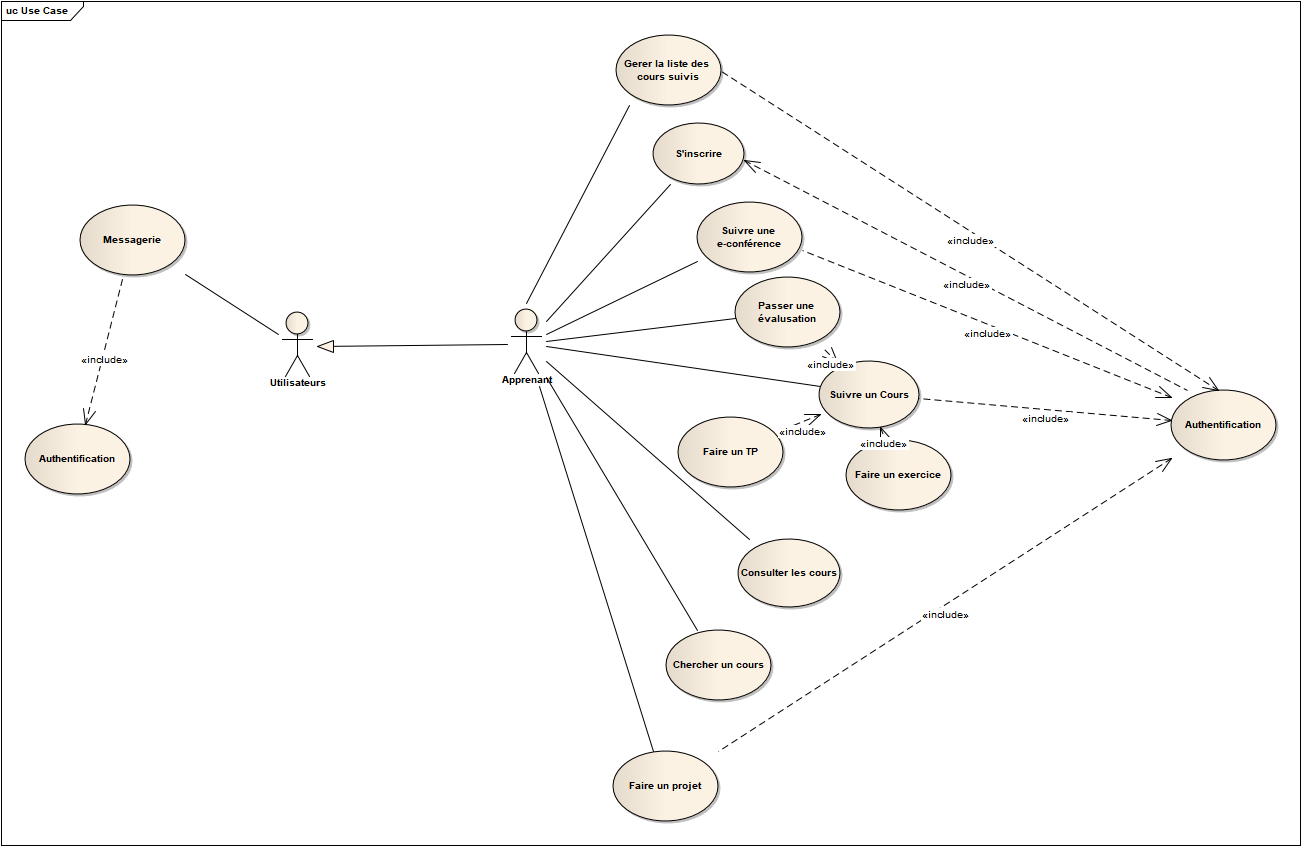 uc Use Case
Gerer la liste des
cours suivis
S'inscrire
Suivre une
e-conférence
Messagerie
«include»
«include»
Passer une
évalusation
«include»
Utilisateurs
Apprenant
«include»
«include»
Suivre un Cours
«include»
Authentification
«include»
«include»
Faire un TP
Faire un exercice
Authentification
Consulter les cours
«include»
Chercher un cours
Faire un projet